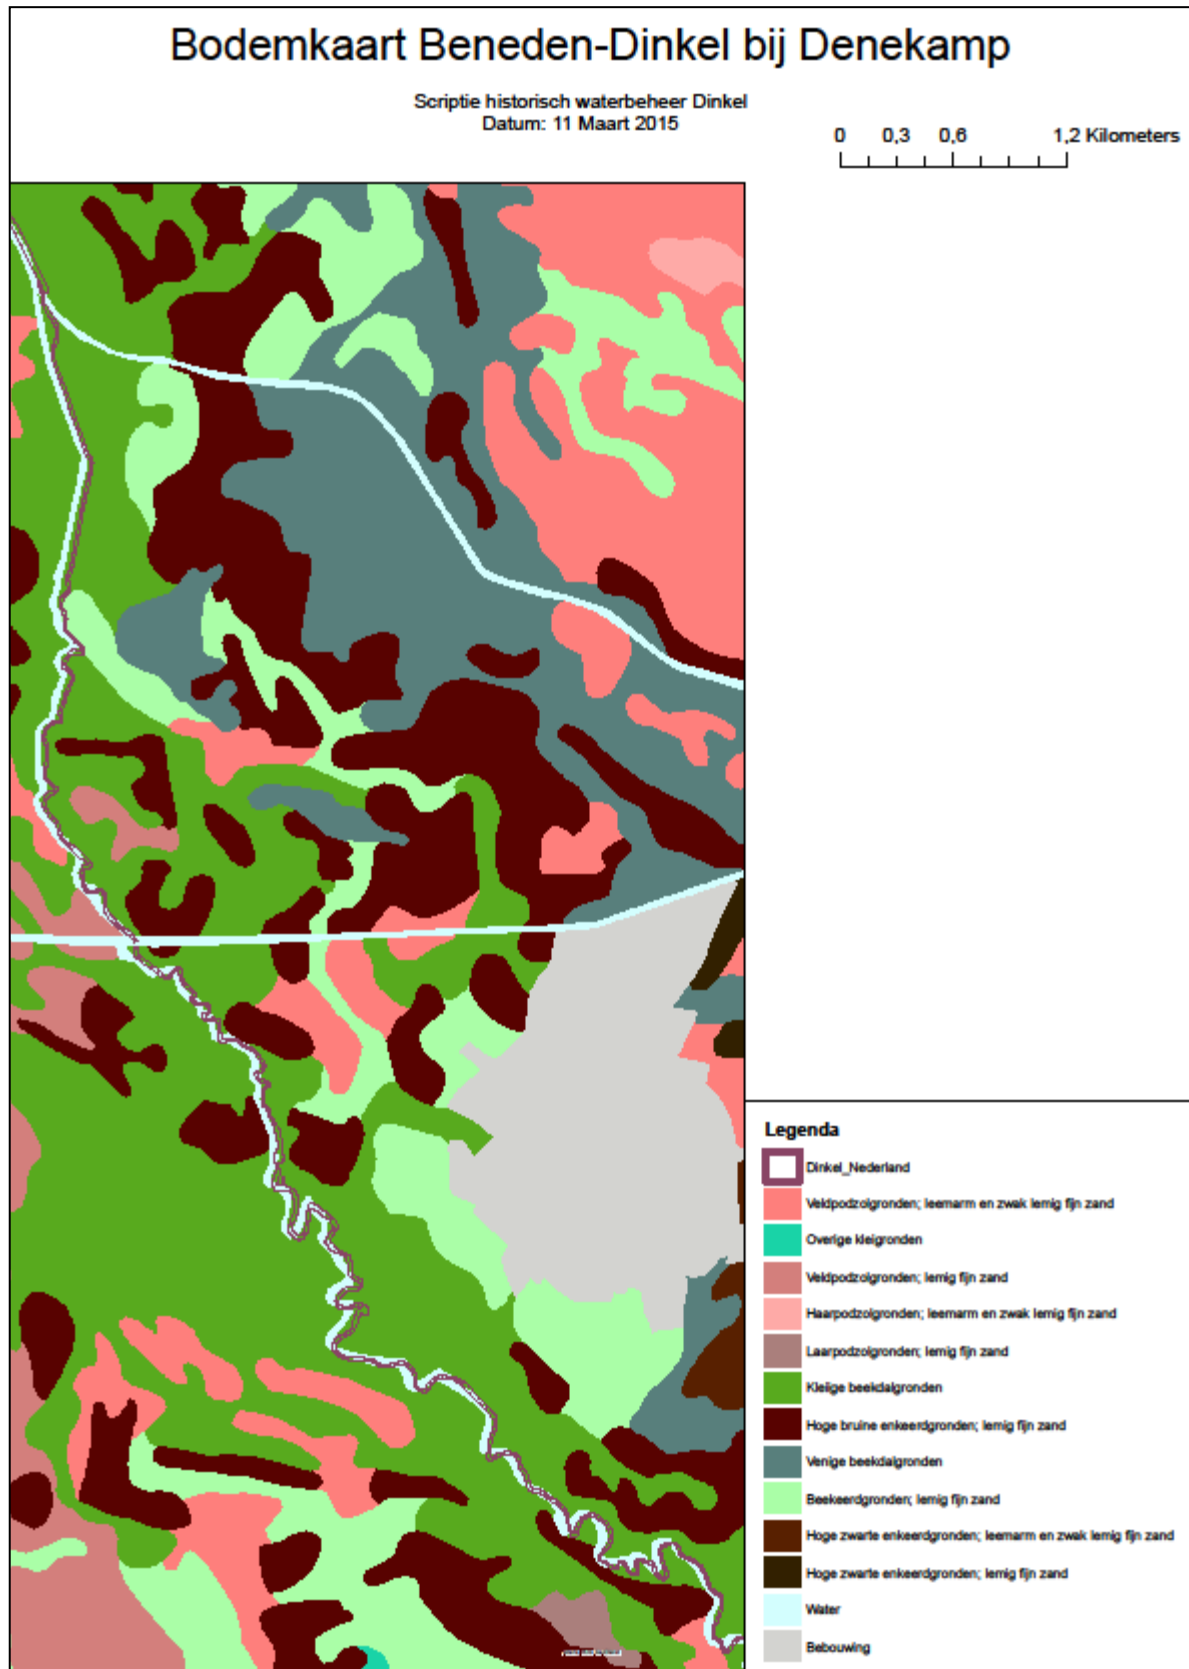 Bodemkaart Beneden-Dinkel bij Denekamp
Scriptie historisch waterbeheer Dinkel
Datum: 11 Maart 2015
0 0,3 0,6 1,2 Kilometers
Legenda
Dinkel_Nederland
Veldpodzolgronden; leemarm en zwak lemig fijn zand
Overige kleigronden
Veldpodzolgronden; lemig fijn zand
Haarpodzolgronden; leemarm en zwak lemig fijn zand
Laarpodzolgronden; lemig fijn zand
Kleiige beekdalgronden
Hoge bruine enkeerdgronden; lemig fijn zand
Venige beekdalgronden
Beekeerdgronden; lemig fijn zand
Hoge zwarte enkeerdgronden; leemarm en zwak lemig fijn zand
Hoge zwarte enkeerdgronden; lemig fijn zand
Water
Bebouwing